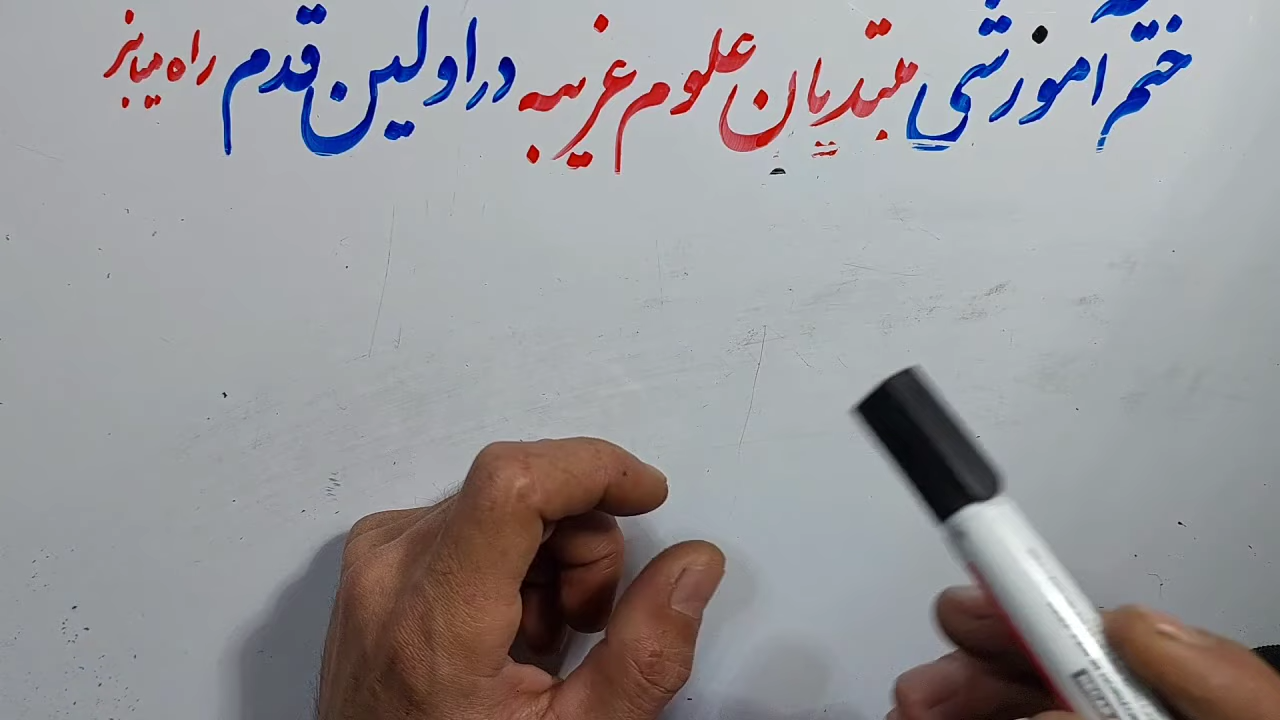 ختم آموزشی مبتدیان علوم غریبه در اولین قدم راه میانبر